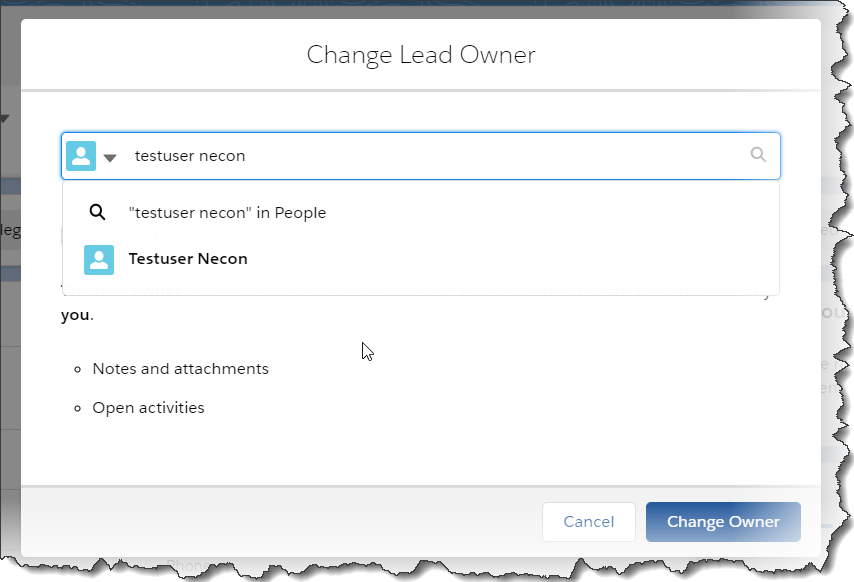 Change Lead Owner
testuser necon
"testuser necon" in People
Testuser Necon
you.
Notes and attachments
Open activities
Cancel
Change Owner
Phone